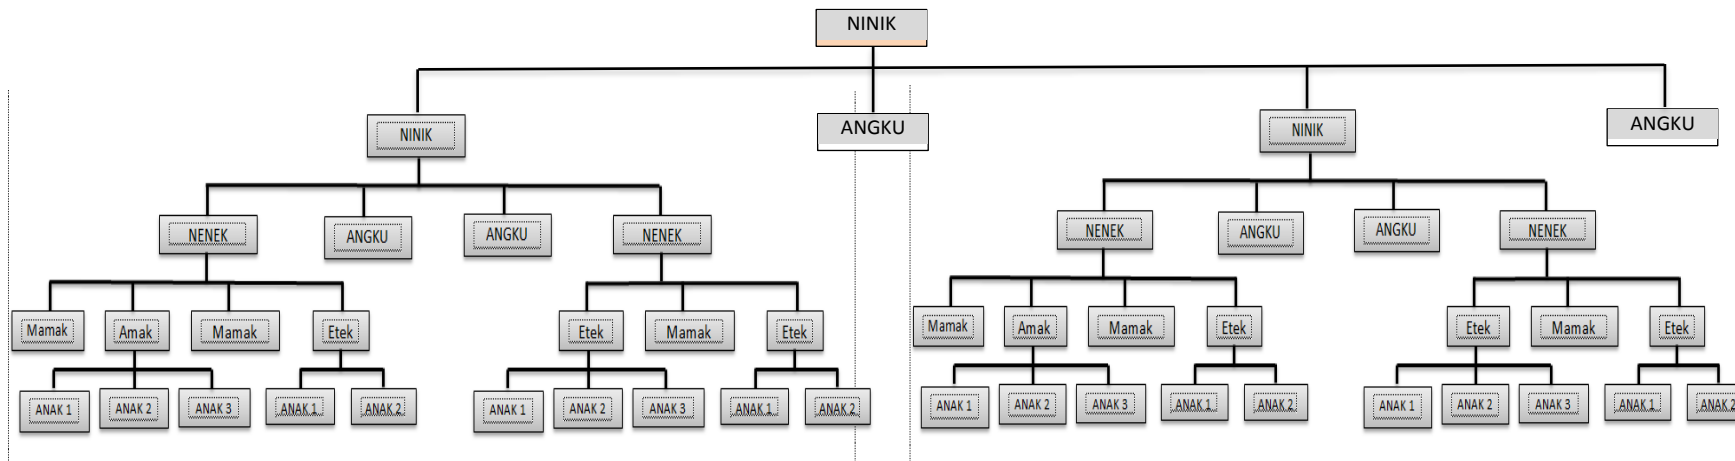 NINIK
NINIK
ANGKU
NINIK
ANGKU
NENEK
ANGKU
ANGKU
NENEK
NENEK
ANGKU
ANGKU
NENEK
Mamak
Amak
Mamak
Etek
Etek
Mamak
Etek
Mamak
Amak
Mamak
Etek
Etek
Mamak
Etek
ANAK 1
ANAK 2
ANAK 3
ANAK 1
ANAK 2
ANAK 1
ANAK 2
ANAK 3
ANAK 1
ANAK 2
ANAK 1
ANAK 2
ANAK 3
ANAK 1
ANAK 2
ANAK 1
ANAK 2
ANAK 3
ANAK 1
ANAK 2